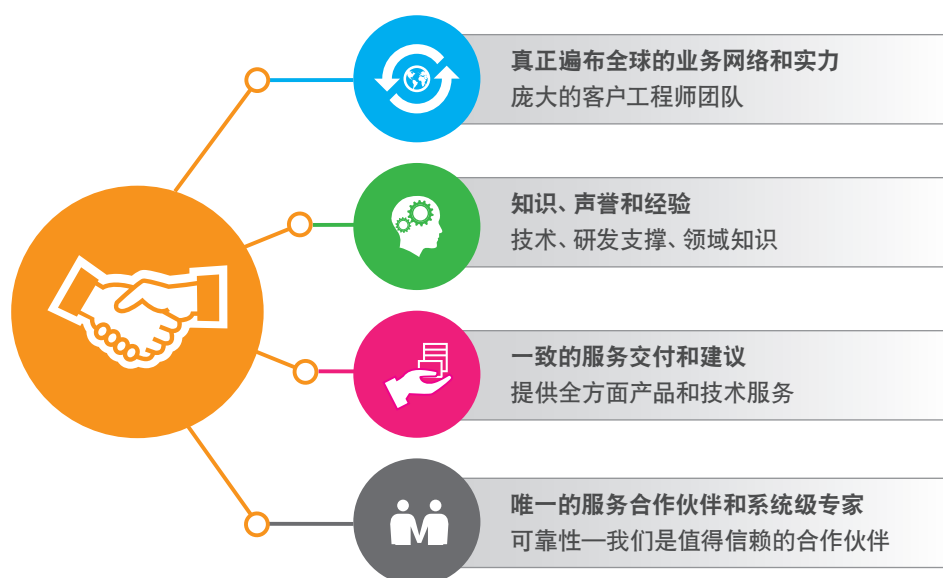 真正遍布全球的业务网络和实力
庞大的客户工程师团队
知识、声誉和经验
技术、研发支撑、领域知识
一致的服务交付和建议
提供全方面产品和技术服务
唯一的服务合作伙伴和系统级专家
可靠性—我们是值得信赖的合作伙伴